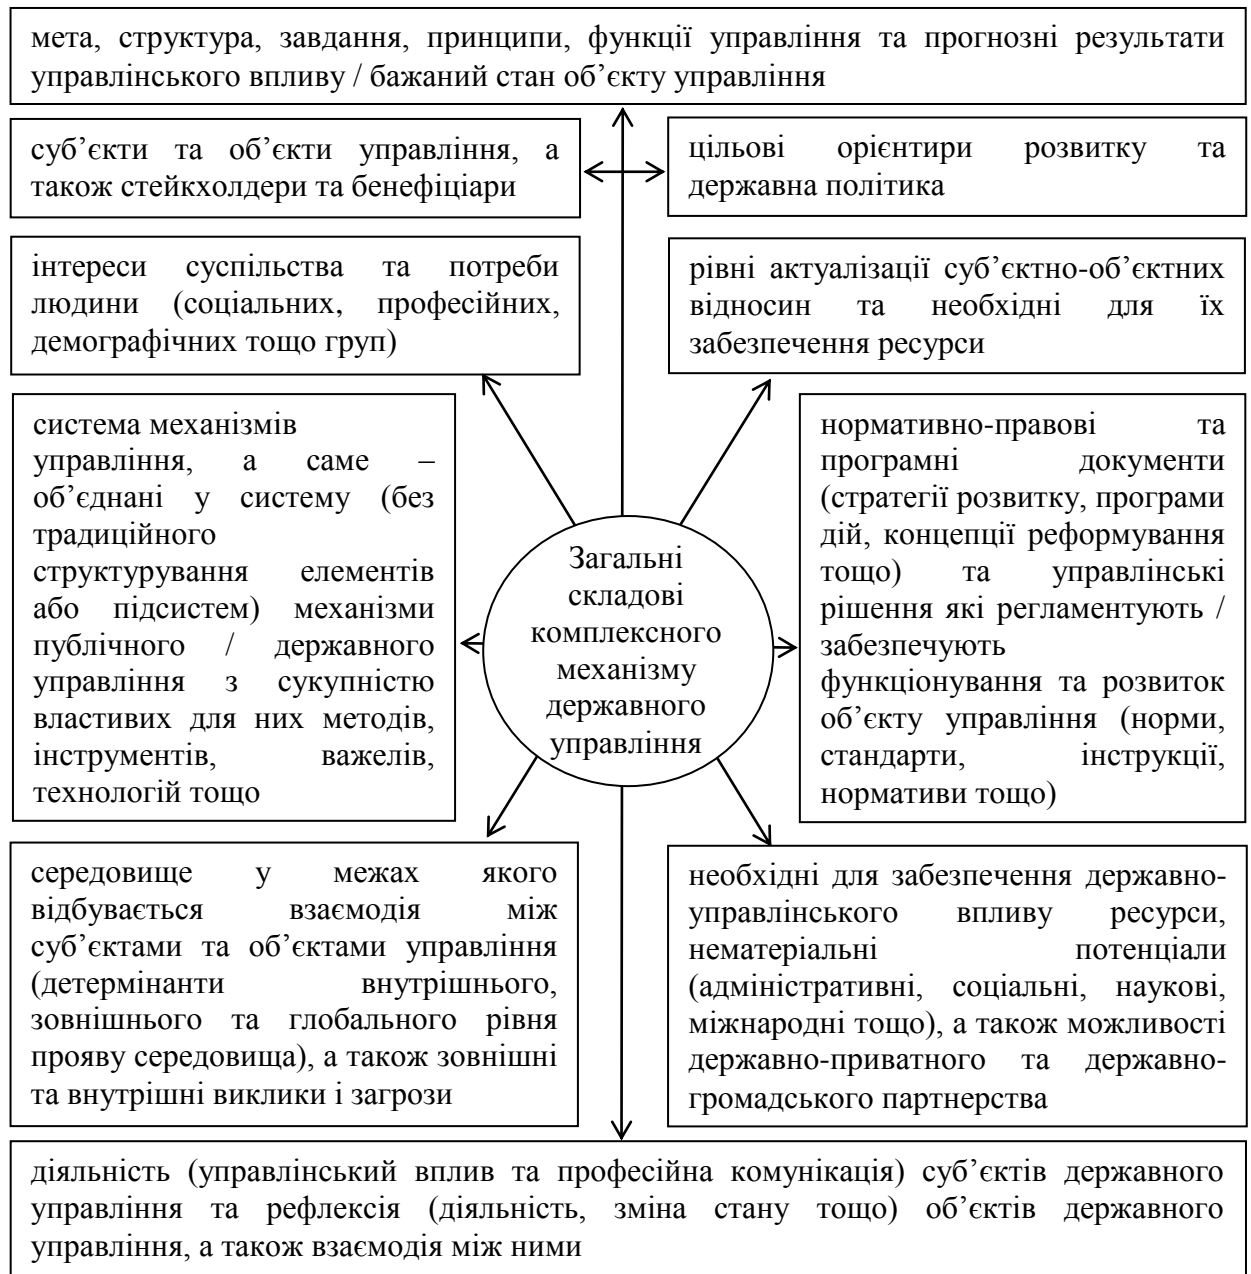 мета, структура, завдання, принципи, функції управління та прогнозні результати
управлінського впливу / бажаний стан об’єкту управління
суб’єкти та об’єкти управління, а
також стейкхолдери та бенефіціари
цільові орієнтири розвитку та
державна політика
інтереси суспільства та потреби
людини (соціальних, професійних,
демографічних тощо груп)
рівні актуалізації суб’єктно-об’єктних
відносин та необхідні для їх
забезпечення ресурси
система механізмів
управління, а саме –
об’єднані у систему (без
традиційного
структурування елементів
або підсистем) механізми
публічного / державного
управління з сукупністю
властивих для них методів,
інструментів, важелів,
технологій тощо
Загальні
складові
комплексного
механізму
державного
управління
нормативно-правові та
програмні документи
(стратегії розвитку, програми
дій, концепції реформування
тощо) та управлінські
рішення які регламентують /
забезпечують
функціонування та розвиток
об’єкту управління (норми,
стандарти, інструкції,
нормативи тощо)
середовище у межах якого
відбувається взаємодія між
суб’єктами та об’єктами управління
(детермінанти внутрішнього,
зовнішнього та глобального рівня
прояву середовища), а також зовнішні
та внутрішні виклики і загрози
необхідні для забезпечення державно-
управлінського впливу ресурси,
нематеріальні потенціали
(адміністративні, соціальні, наукові,
міжнародні тощо), а також можливості
державно-приватного та державно-
громадського партнерства
діяльність (управлінський вплив та професійна комунікація) суб’єктів державного
управління та рефлексія (діяльність, зміна стану тощо) об’єктів державного
управління, а також взаємодія між ними